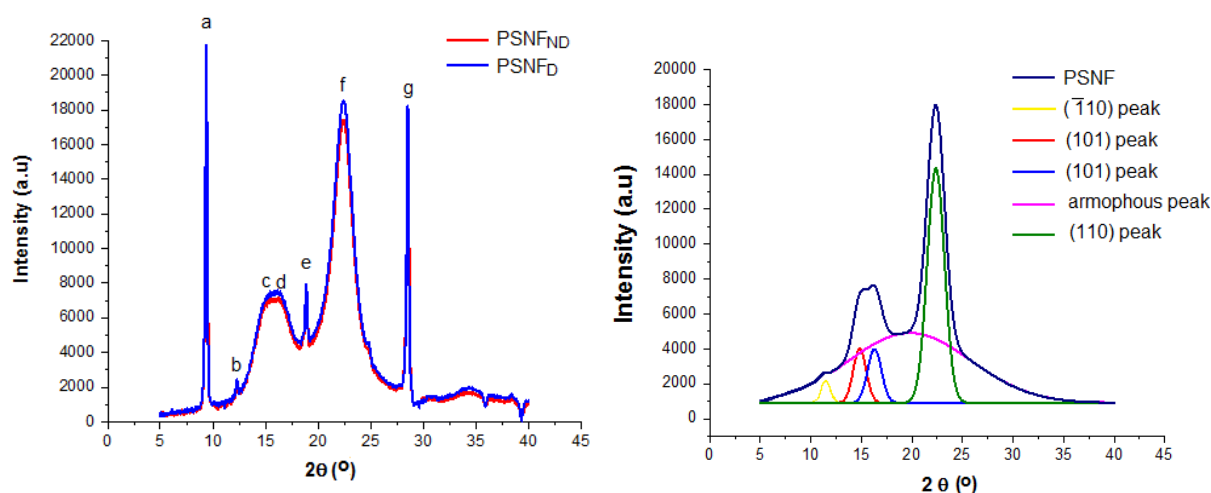 a
PSNFND
PSNFD
f
g
e
c d
b
22000
20000
18000
16000
14000
12000
10000
8000
6000
4000
2000
0
0 5 10 15 20 25 30 35 40 45
Intensity (a.u)
2θ (º)
PSNF
(1̅10) peak
(101) peak
(101) peak
armophous peak
(110) peak
20000
18000
16000
14000
12000
10000
8000
6000
4000
2000
0
0 5 10 15 20 25 30 35 40 45
Intensity (a.u)
2 θ (º)